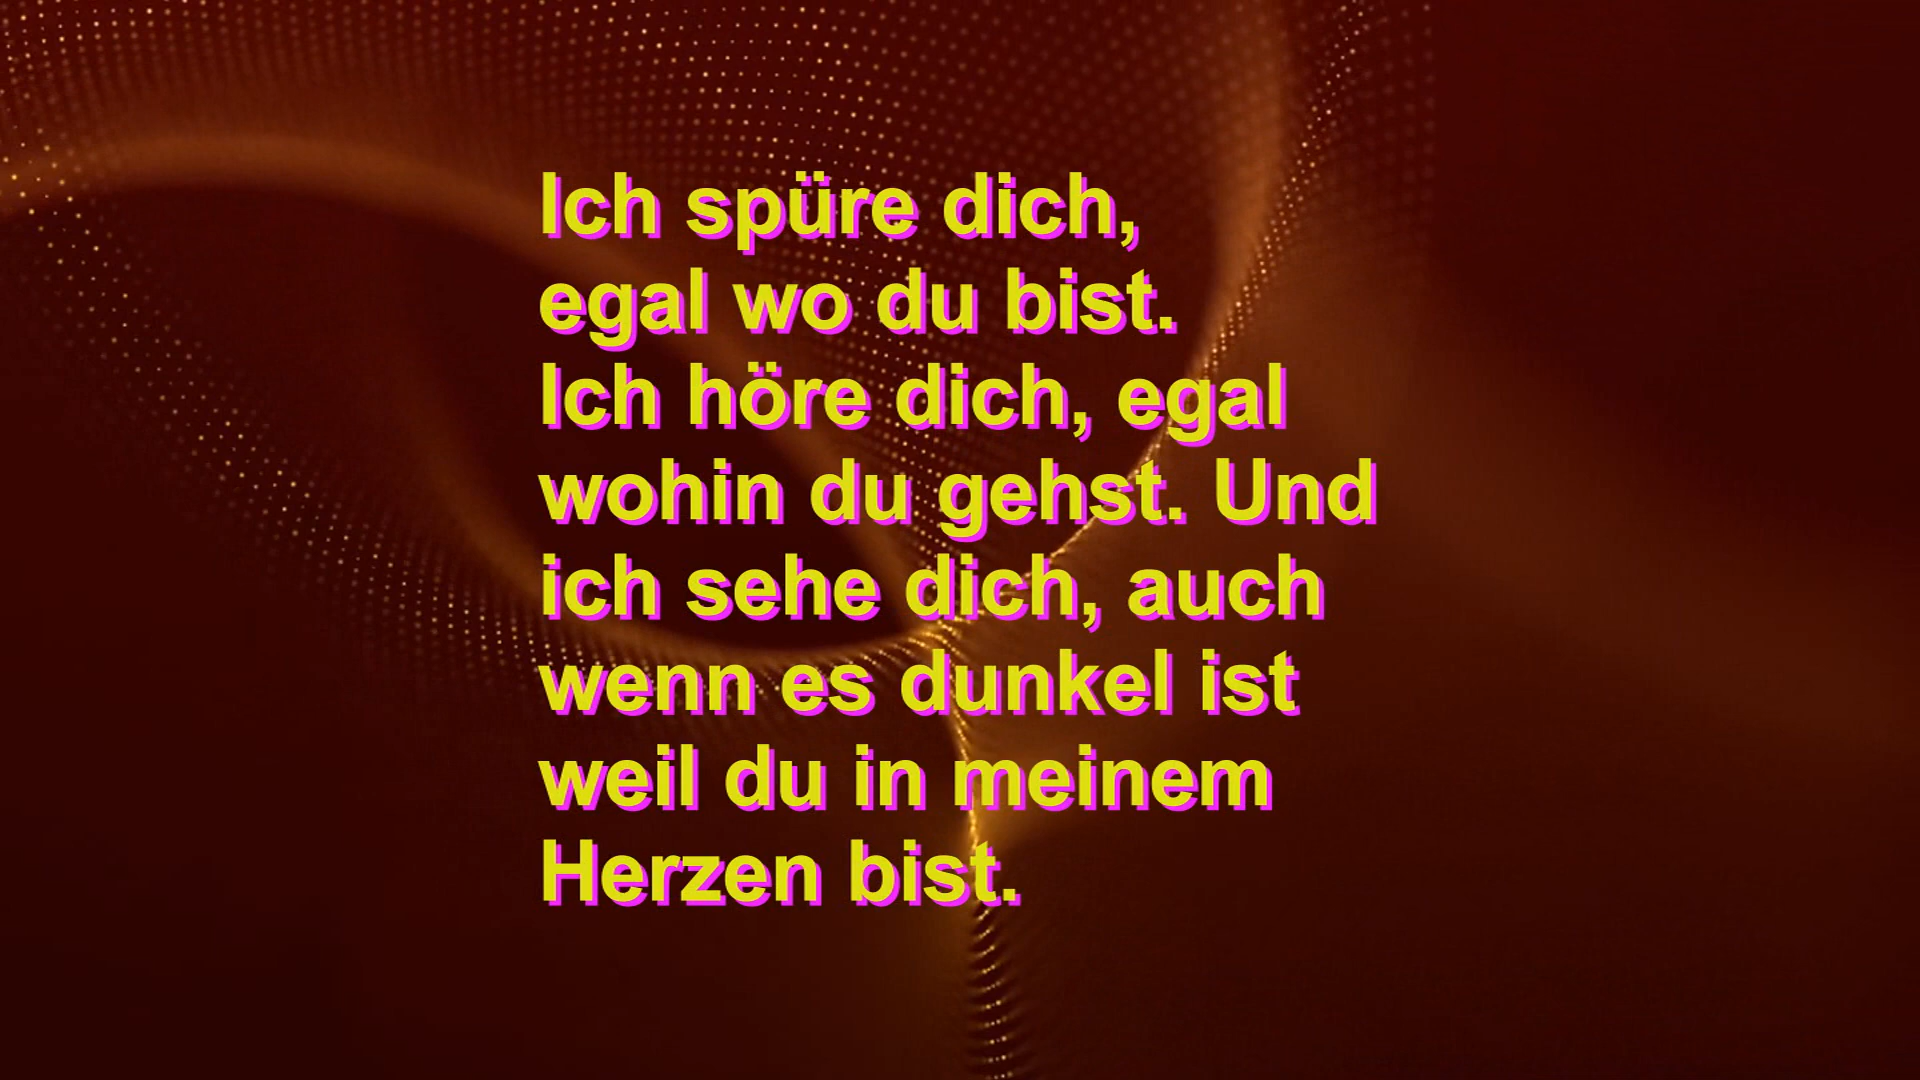 Ich spüre dich,
egal wo du bist.
Ich höre dich, egal
wohin du gehst. Und
ich sehe dich, auch
wenn es dunkel ist
weil du in meinem
Herzen bist.